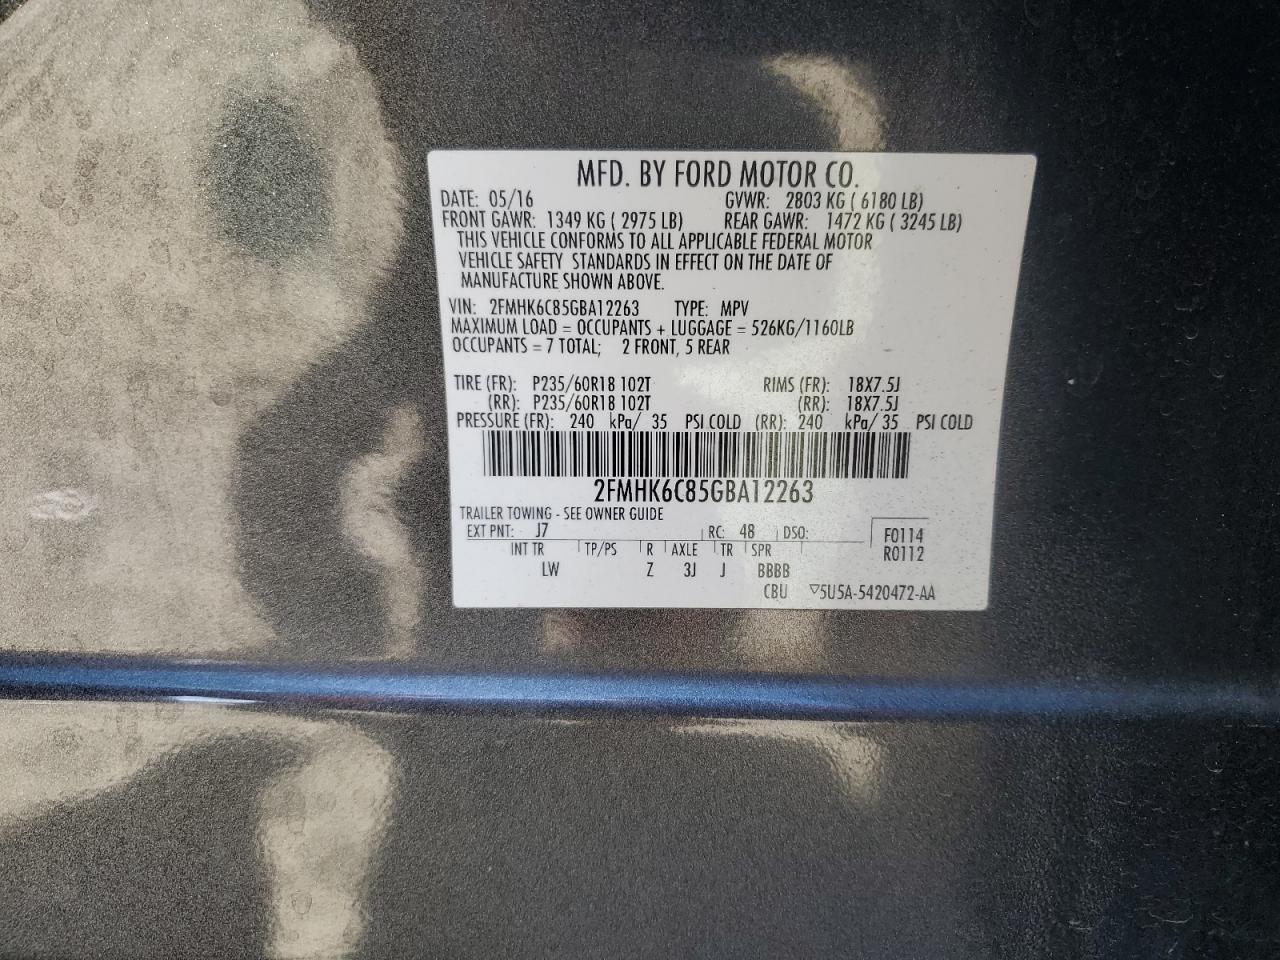 MFD. BY FORD MOTOR CO.
DATE: 05/16 GVWR: 2803 KG ( 6180 LB)
FRONT GAWR: 1349 KG ( 2975 LB) REAR GAWR: 1472 KG ( 3245 LB)
THIS VEHICLE CONFORMS TO ALL APPLICABLE FEDERAL MOTOR
VEHICLE SAFETY STANDARDS IN EFFECT ON THE DATE OF
MANUFACTURE SHOWN ABOVE.
VIN: 2FMHK6C85GBA12263 TYPE: MPV
MAXIMUM LOAD = OCCUPANTS + LUGGAGE = 526KG/1160LB
OCCUPANTS = 7 TOTAL; 2 FRONT, 5 REAR
TIRE (FR): P235/60R18 102T RIMS (FR): 18X7.5J
(RR): P235/60R18 102T (RR): 18X7.5J
PRESSURE (FR): 240 kPa/ 35 PSI COLD (RR): 240 kPa/ 35 PSI COLD
2FMHK6C85GBA12263
TRAILER TOWING - SEE OWNER GUIDE
EXT PNT: J7 RC: 48 DSO: F0114
INT TR TP/PS R AXLE TR SPR R0112
LW Z 3J J BBBB
CBU ▽5U5A-5420472-AA